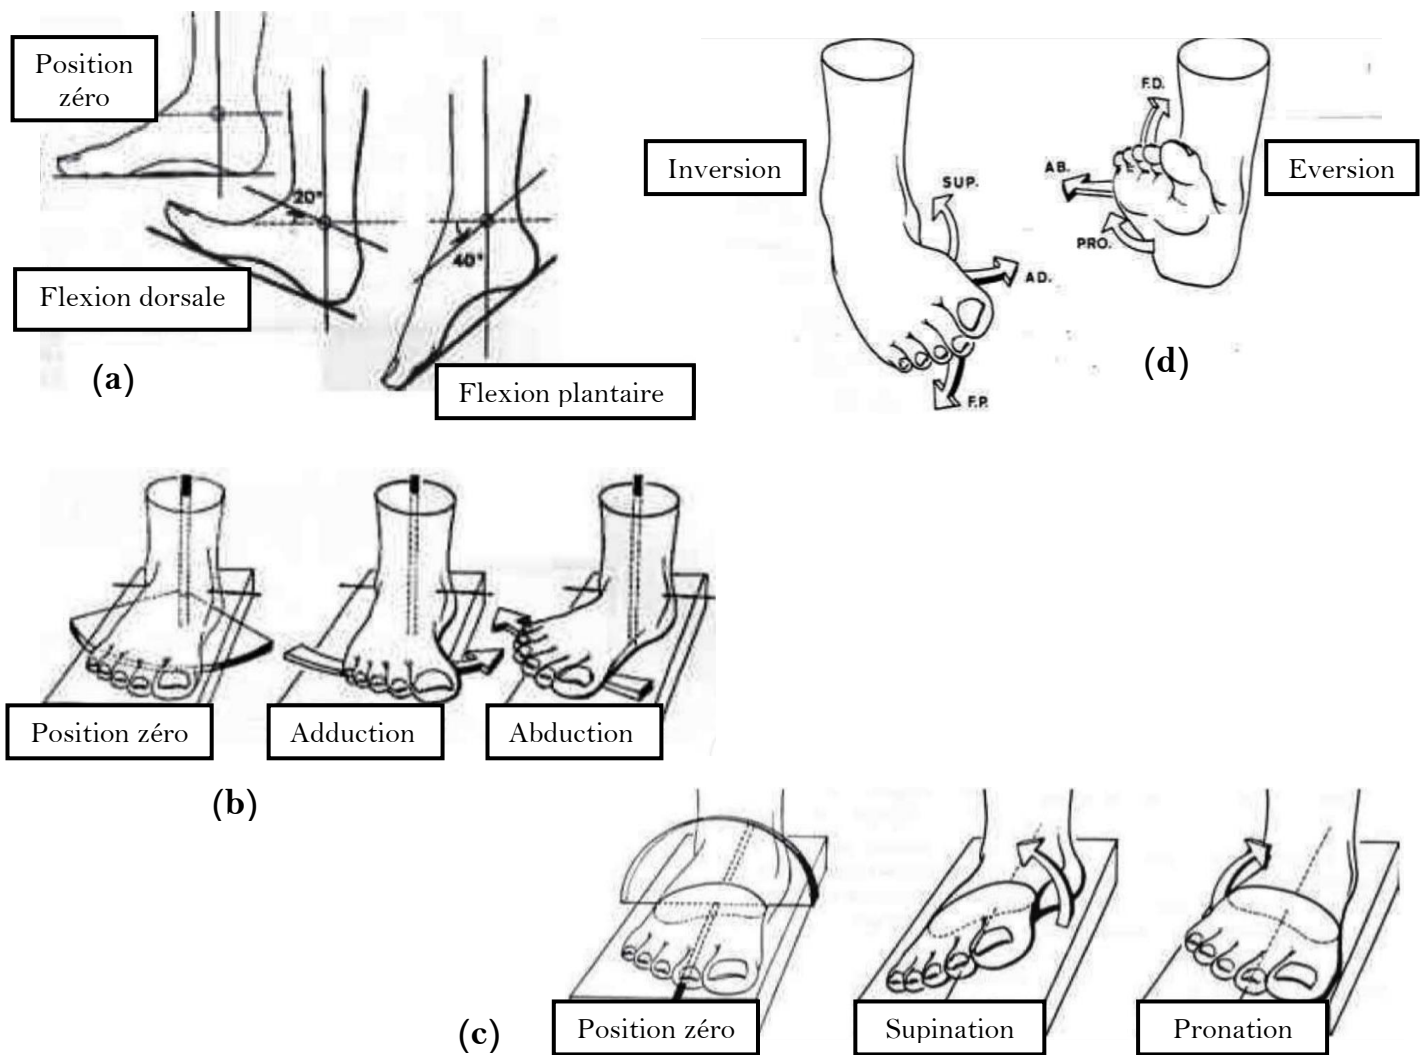 Position
zéro
20°
40°
Flexion dorsale
Flexion plantaire
(a)
Inversion
SUP.
AD.
F.P.
F.D.
AB.
PRO.
Eversion
(d)
Position zéro
Adduction
Abduction
(b)
Position zéro
Supination
Pronation
(c)